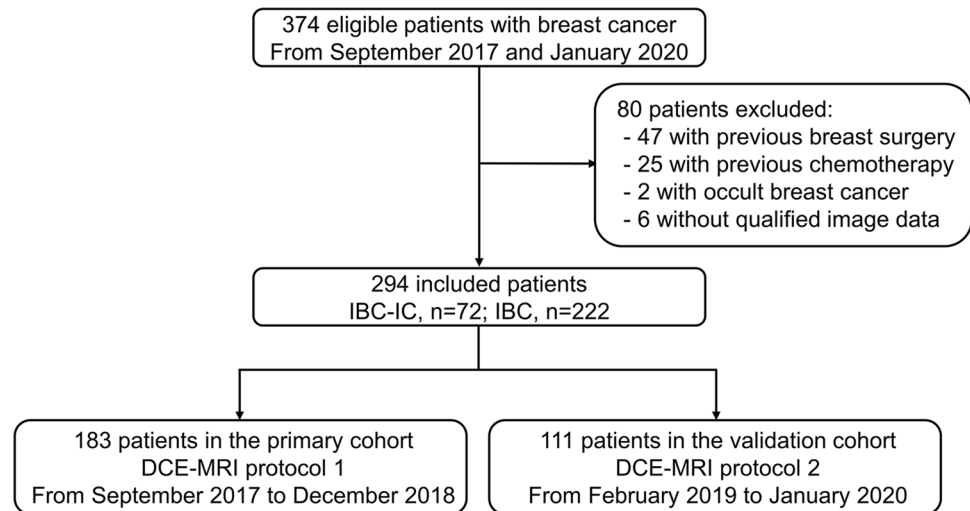 374 eligible patients with breast cancer
From September 2017 and January 2020
80 patients excluded:
- 47 with previous breast surgery
- 25 with previous chemotherapy
- 2 with occult breast cancer
- 6 without qualified image data
294 included patients
IBC-IC, n=72; IBC, n=222
183 patients in the primary cohort
DCE-MRI protocol 1
From September 2017 to December 2018
111 patients in the validation cohort
DCE-MRI protocol 2
From February 2019 to January 2020